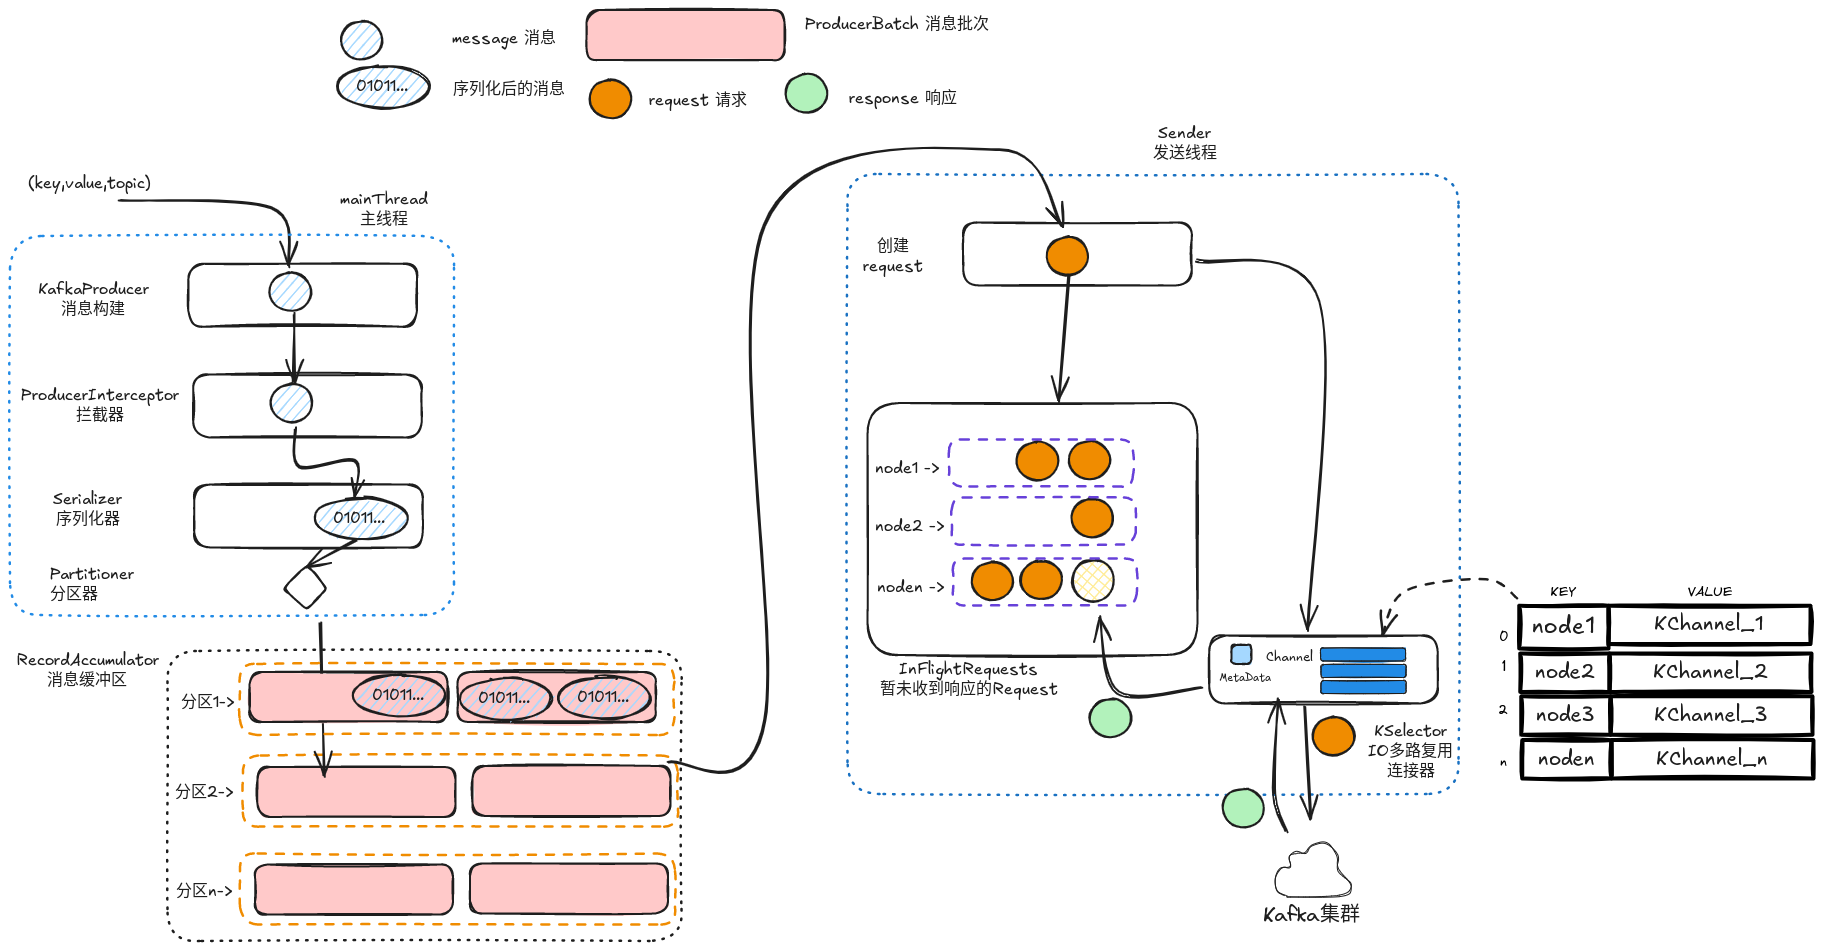 message 消息
ProducerBatch 消息批次
01011...
序列化后的消息
request 请求
response 响应
(key,value,topic)
mainThread
主线程
KafkaProducer
消息构建
ProducerInterceptor
拦截器
Serializer
序列化器
01011...
Partitioner
分区器
RecordAccumulator
消息缓冲区
分区1->
01011...
01011...
01011...
分区2->
分区n->
Sender
发送线程
创建
request
node1 ->
node2 ->
noden ->
InFlightRequests
暂未收到响应的Request
Channel
MetaData
KSelector
IO多路复用
连接器
Kafka集群
KEY
VALUE
0
node1
KChannel_1
1
node2
KChannel_2
2
node3
KChannel_3
n
noden
KChannel_n